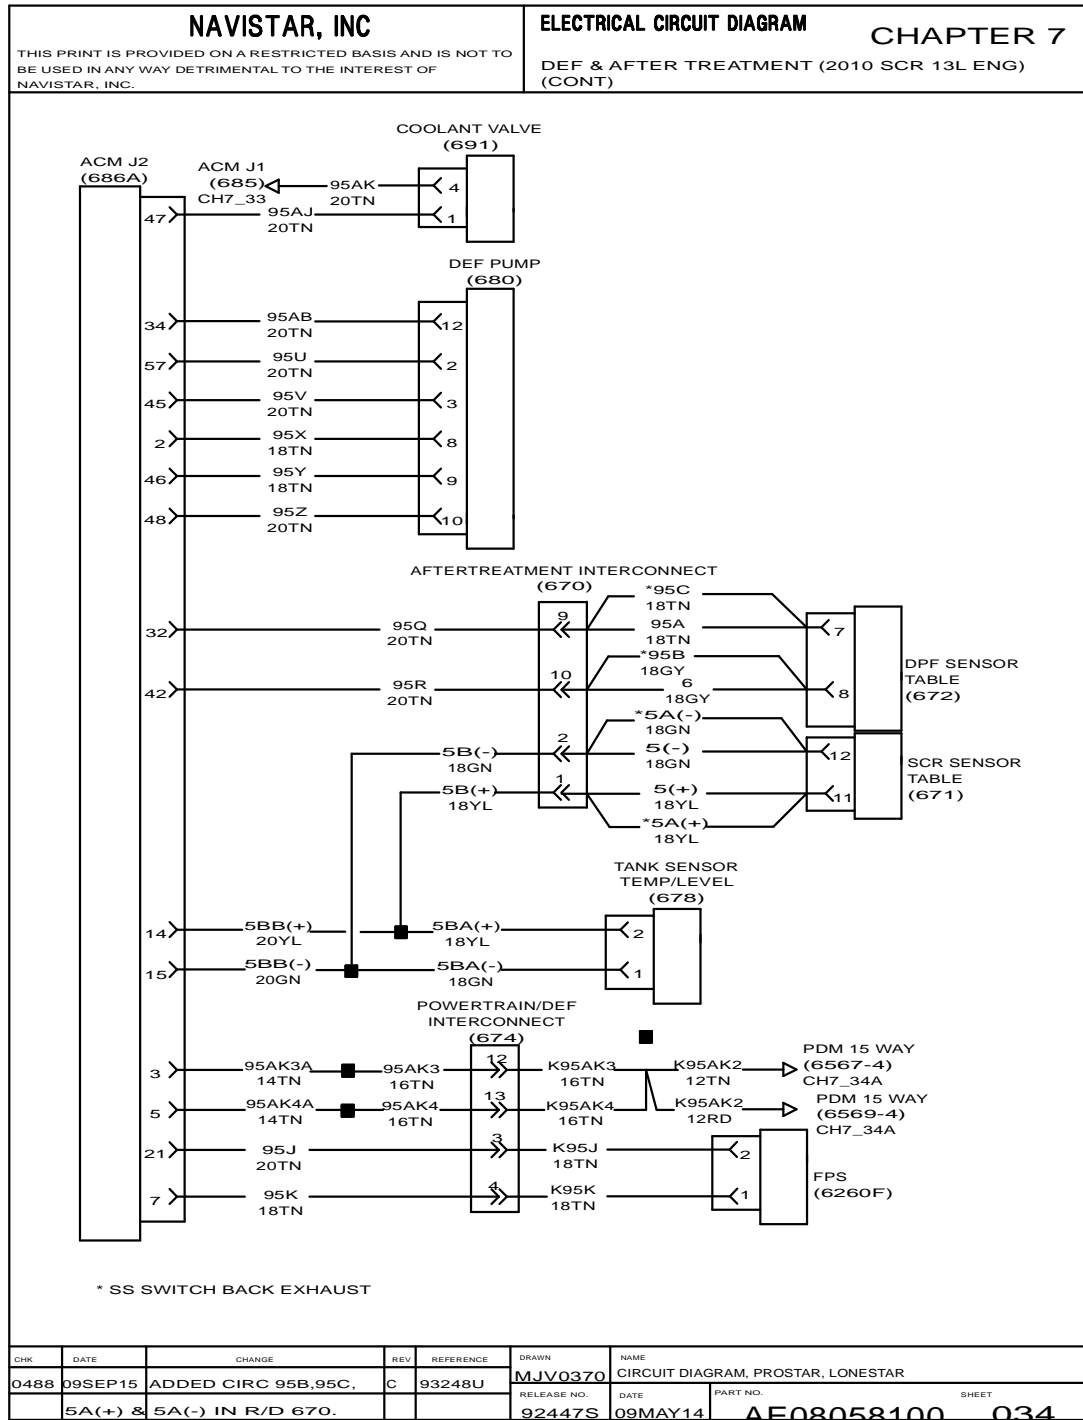 NAVISTAR, INC
THIS PRINT IS PROVIDED ON A RESTRICTED BASIS AND IS NOT TO
BE USED IN ANY WAY DETRIMENTAL TO THE INTEREST OF
NAVISTAR, INC.
ELECTRICAL CIRCUIT DIAGRAM
CHAPTER 7
DEF & AFTER TREATMENT (2010 SCR 13L ENG)
(CONT)
COOLANT VALVE
(691)
ACM J2
(686A)
ACM J1
(685)
CH7_33
95AK
20TN
4
47
95AJ
20TN
1
DEF PUMP
(680)
34
95AB
20TN
12
57
95U
20TN
2
45
95V
20TN
3
2
95X
18TN
8
46
95Y
18TN
9
48
95Z
20TN
10
AFTERTREATMENT INTERCONNECT
(670)
*95C
18TN
32
95Q
20TN
9
95A
18TN
7
*95B
18GY
42
95R
20TN
10
6
18GY
8
DPF SENSOR
TABLE
(672)
*5A(-)
18GN
5B(-)
18GN
2
5(-)
18GN
12
5B(+)
18YL
1
5(+)
18YL
11
SCR SENSOR
TABLE
(671)
*5A(+)
18YL
TANK SENSOR
TEMP/LEVEL
(678)
14
5BB(+)
20YL
5BA(+)
18YL
2
15
5BB(-)
20GN
5BA(-)
18GN
1
POWERTRAIN/DEF
INTERCONNECT
(674)
3
95AK3A
14TN
95AK3
16TN
12
K95AK3
16TN
K95AK2
12TN
PDM 15 WAY
(6567-4)
CH7_34A
5
95AK4A
14TN
95AK4
16TN
13
K95AK4
16TN
K95AK2
12RD
PDM 15 WAY
(6569-4)
CH7_34A
21
95J
20TN
3
K95J
18TN
2
7
95K
18TN
4
K95K
18TN
1
FPS
(6260F)
* SS SWITCH BACK EXHAUST
CHK DATE CHANGE REV REFERENCE DRAWN NAME
0488 09SEP15 ADDED CIRC 95B,95C, C 93248U MJV0370 CIRCUIT DIAGRAM, PROSTAR, LONESTAR
RELEASE NO. DATE PART NO. SHEET
5A(+) & 5A(-) IN R/D 670. 92447S 09MAY14 AE08058100 034